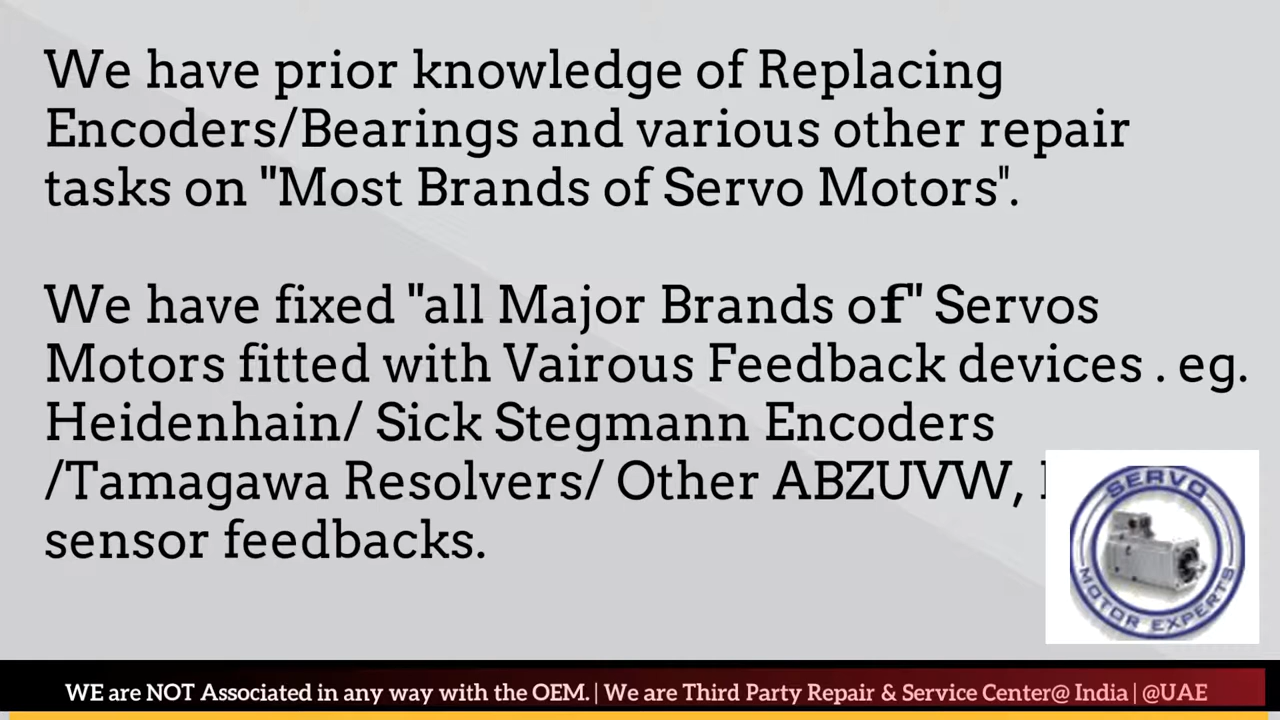 We have prior knowledge of Replacing
Encoders/Bearings and various other repair
tasks on "Most Brands of Servo Motors".
We have fixed "all Major Brands of" Servos
Motors fitted with Vairous Feedback devices . eg.
Heidenhain/ Sick Stegmann Encoders
/Tamagawa Resolvers/ Other ABZUVW,
sensor feedbacks.
SERVO
MOTOR EXPERTS
WE are NOT Associated in any way with the OEM. | We are Third Party Repair & Service Center@ India | @UAE